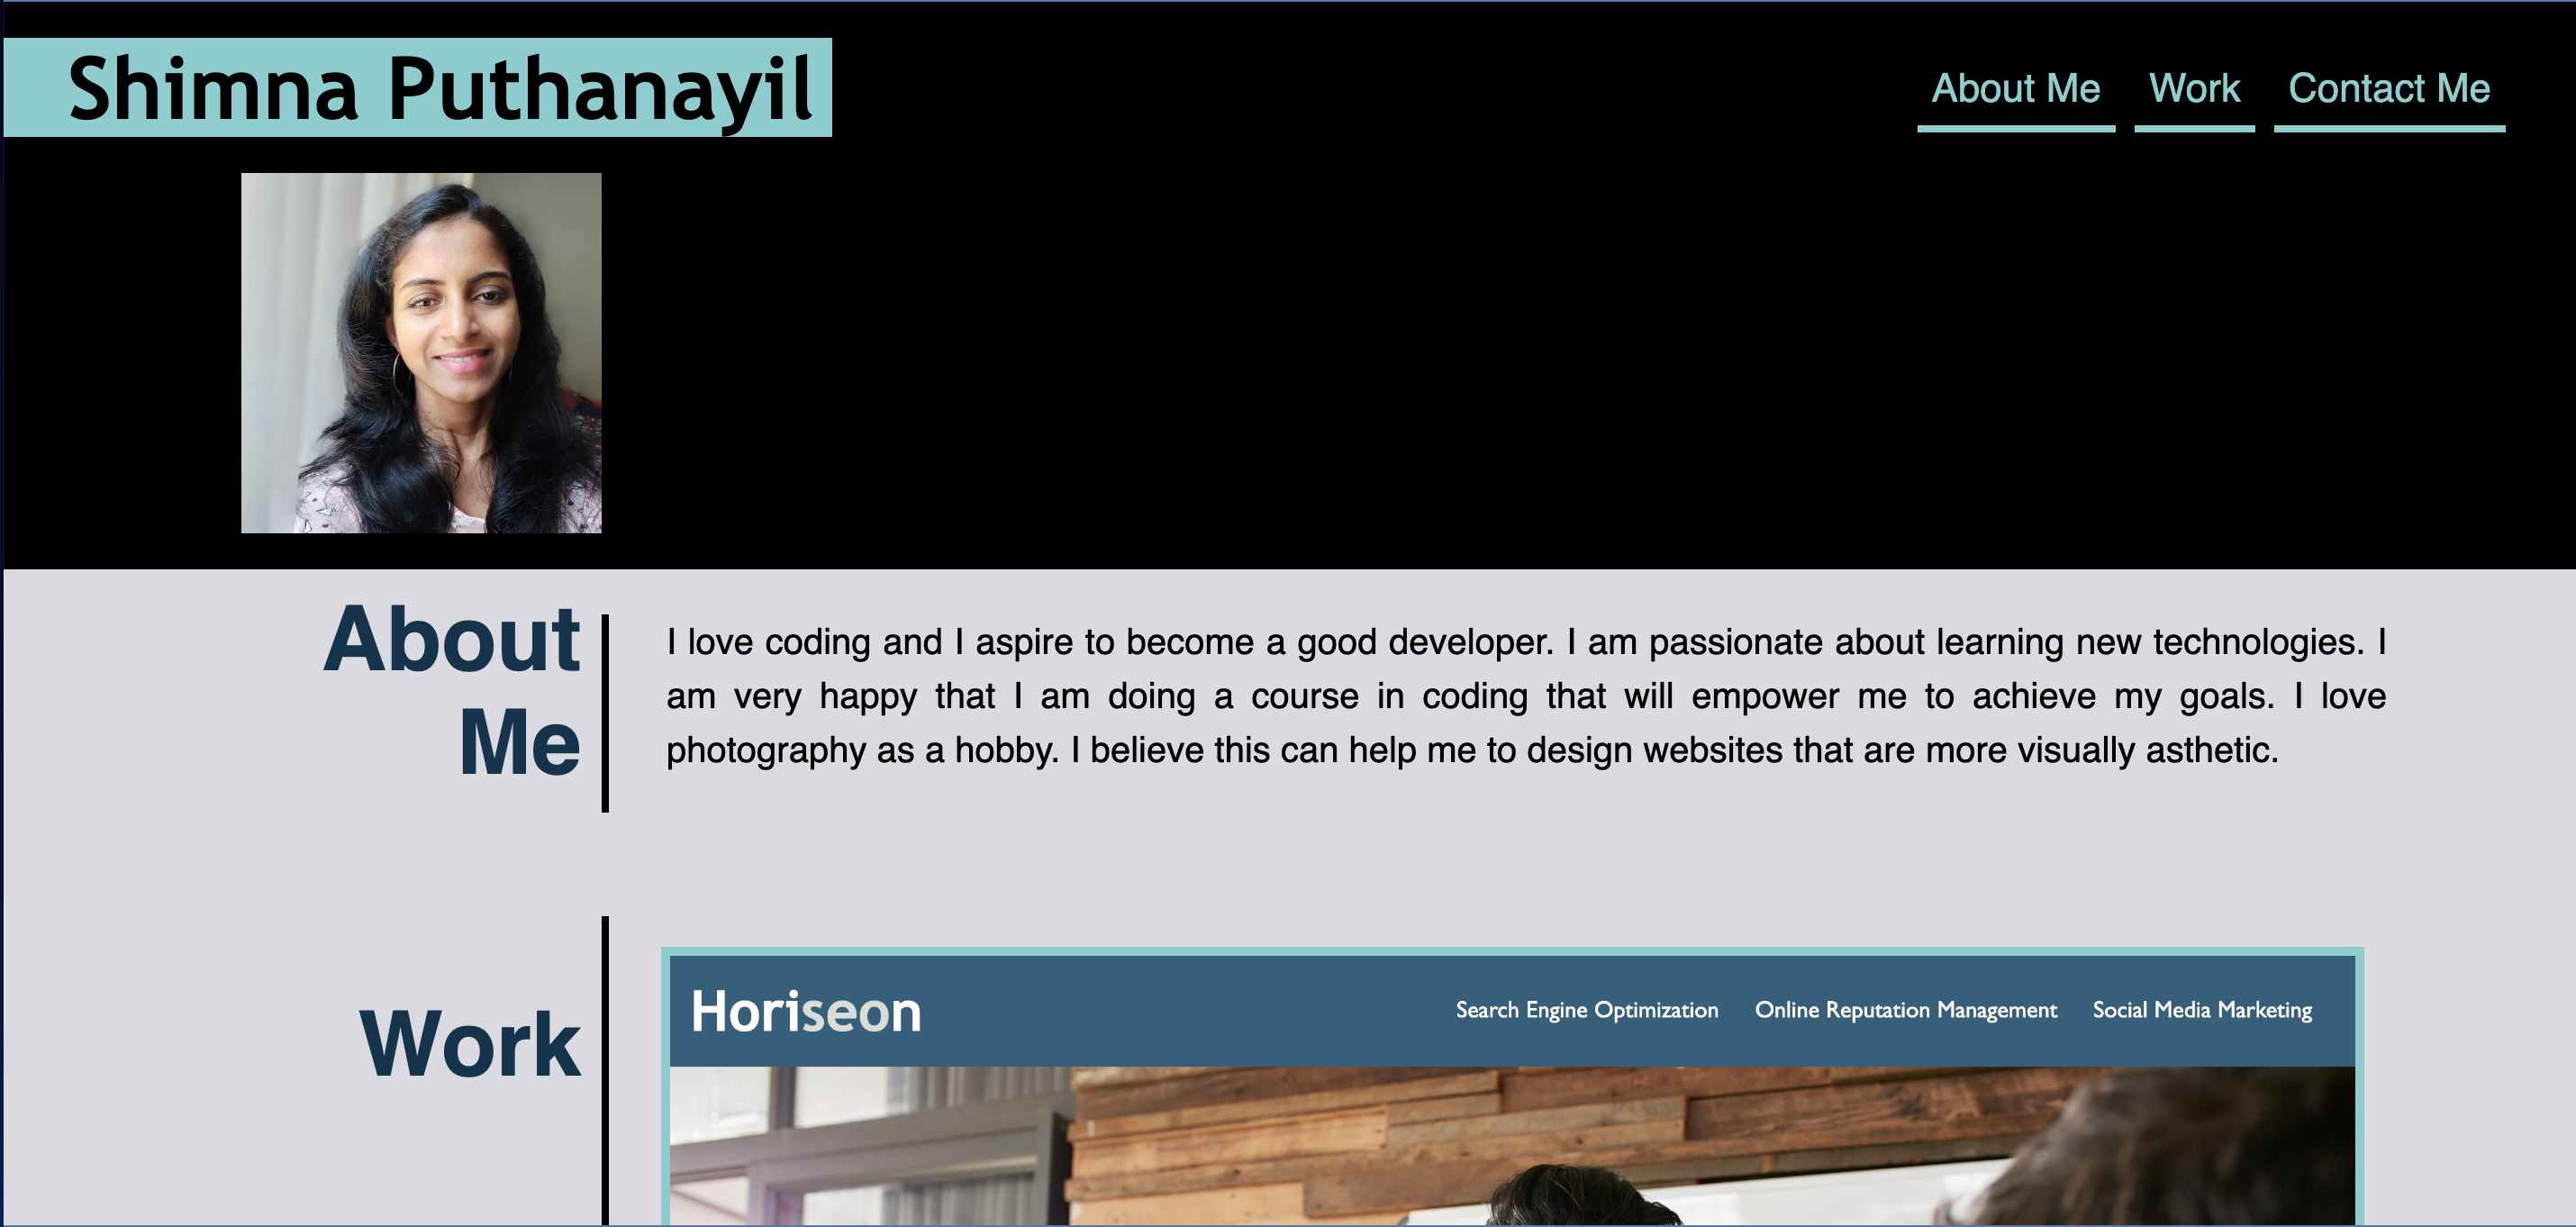 Shimna Puthanayil
About Me Work Contact Me
About
Me
I love coding and I aspire to become a good developer. I am passionate about learning new technologies. I
am very happy that I am doing a course in coding that will empower me to achieve my goals. I love
photography as a hobby. I believe this can help me to design websites that are more visually asthetic.
Work
Horiseon
Search Engine Optimization Online Reputation Management Social Media Marketing